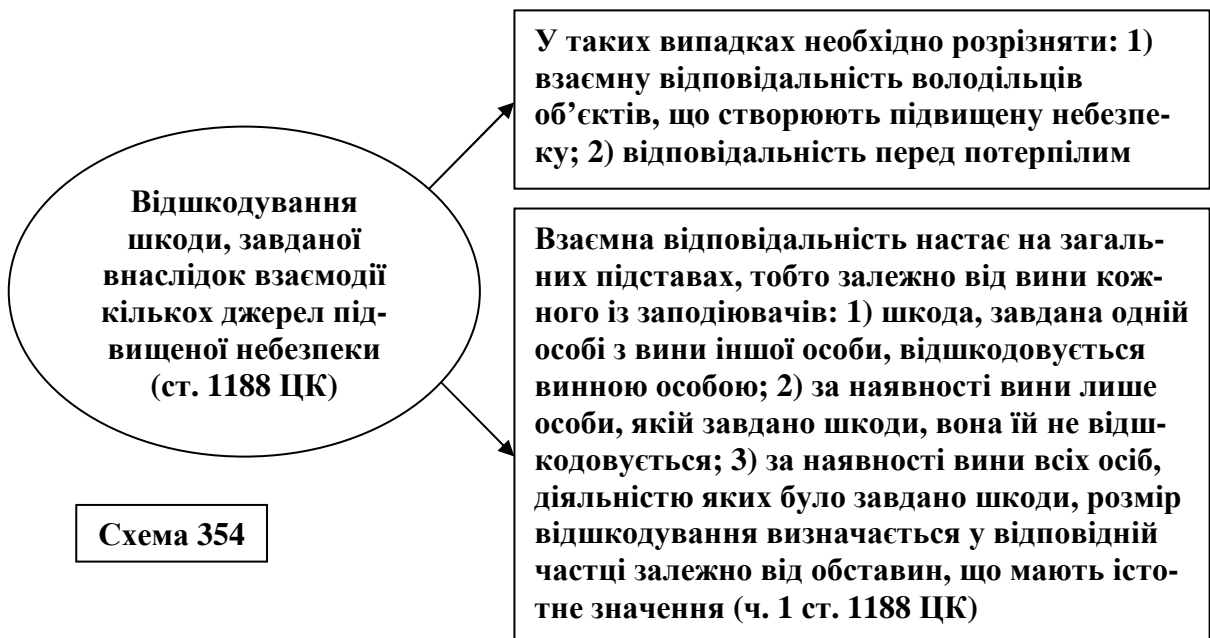 Відшкодування
шкоди, завданої
внаслідок взаємодії
кількох джерел під-
вищеної небезпеки
(ст. 1188 ЦК)
У таких випадках необхідно розрізняти: 1)
взаємну відповідальність володільців
об’єктів, що створюють підвищену небезпе-
ку; 2) відповідальність перед потерпілим
Взаємна відповідальність настає на загаль-
них підставах, тобто залежно від вини кож-
ного із заподіювачів: 1) шкода, завдана одній
особі з вини іншої особи, відшкодовується
винною особою; 2) за наявності вини лише
особи, якій завдано шкоди, вона їй не відш-
кодовується; 3) за наявності вини всіх осіб,
діяльністю яких було завдано шкоди, розмір
відшкодування визначається у відповідній
частці залежно від обставин, що мають істо-
тне значення (ч. 1 ст. 1188 ЦК)
Схема 354